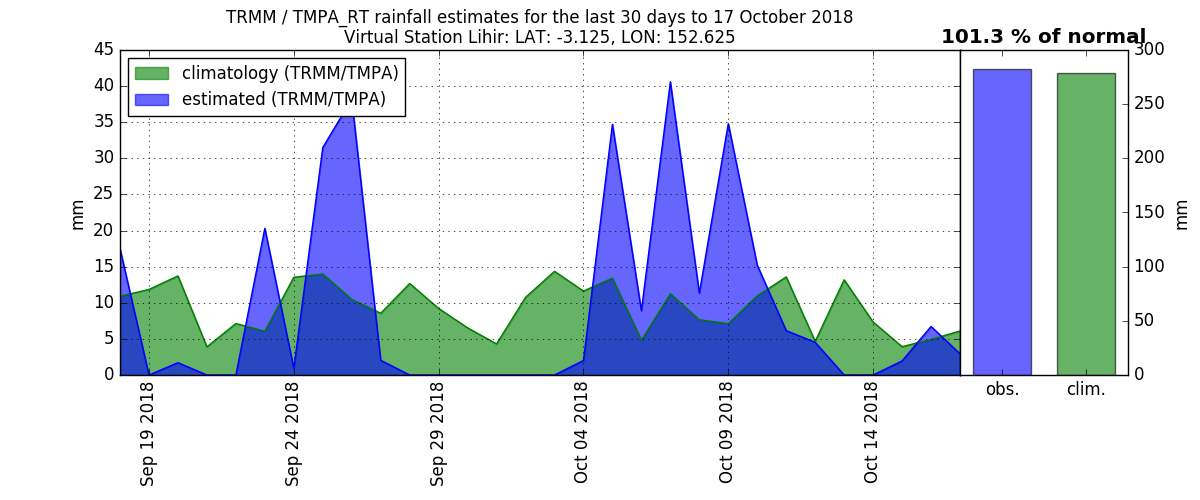 TRMM / TMPA_RT rainfall estimates for the last 30 days to 17 October 2018
Virtual Station Lihir: LAT: -3.125, LON: 152.625
101.3 % of normal
climatology (TRMM/TMPA)
estimated (TRMM/TMPA)
45
40
35
30
25
20
15
10
5
0
mm
Sep 19 2018
Sep 24 2018
Sep 29 2018
Oct 04 2018
Oct 09 2018
Oct 14 2018
obs.
clim.
300
250
200
150
100
50
0
mm